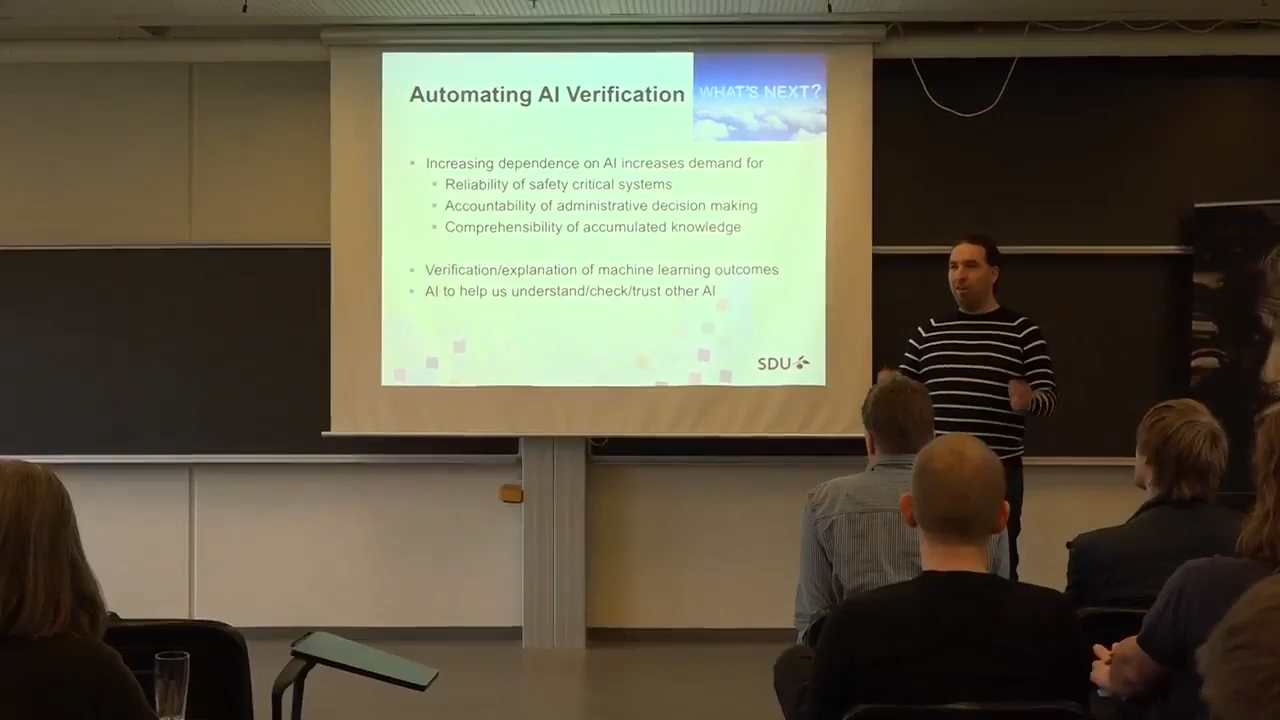 Automating AI Verification
WHAT'S NEXT?
• Increasing dependence on AI increases demand for
• Reliability of safety critical systems
• Accountability of administrative decision making
• Comprehensibility of accumulated knowledge
• Verification/explanation of machine learning outcomes
• AI to help us understand/check/trust other AI
SDU